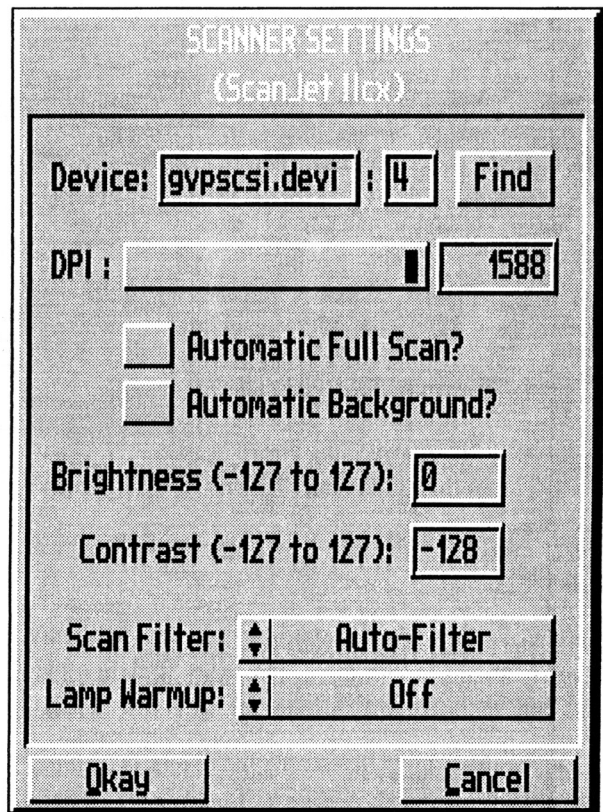 SCANNER SETTINGS
(ScanJet IIcx)
Device: gvpscsi.devi : 4 Find
DPI : 1588
Automatic Full Scan?
Automatic Background?
Brightness (-127 to 127): 0
Contrast (-127 to 127): -128
Scan Filter: Auto-Filter
Lamp Warmup: Off
Okay Cancel